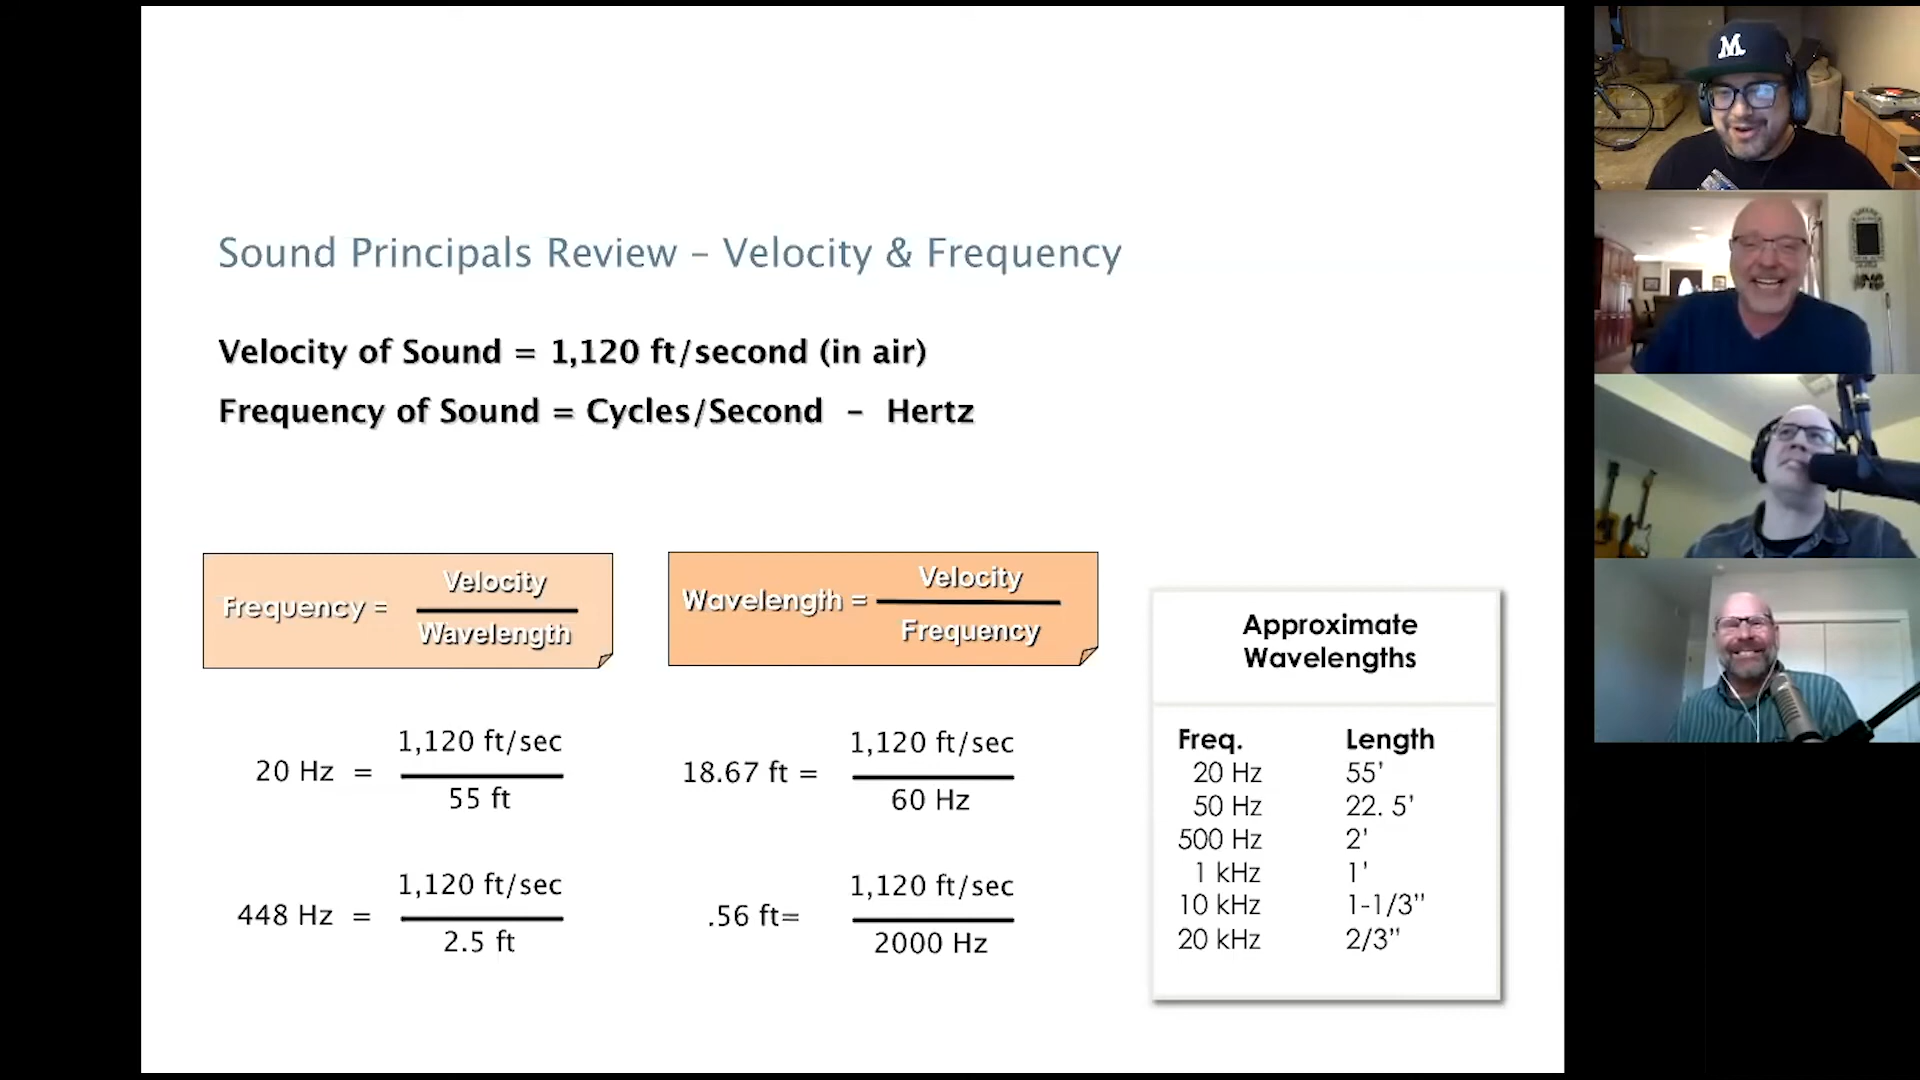 Sound Principals Review – Velocity & Frequency
Velocity of Sound = 1,120 ft/second (in air)
Frequency of Sound = Cycles/Second – Hertz
Frequency = Velocity
Wavelength
Wavelength = Velocity
Frequency
20 Hz = 1,120 ft/sec
55 ft
448 Hz = 1,120 ft/sec
2.5 ft
18.67 ft = 1,120 ft/sec
60 Hz
.56 ft= 1,120 ft/sec
2000 Hz
Approximate
Wavelengths
Freq. Length
20 Hz 55'
50 Hz 22. 5'
500 Hz 2'
1 kHz 1'
10 kHz 1-1/3”
20 kHz 2/3”
M